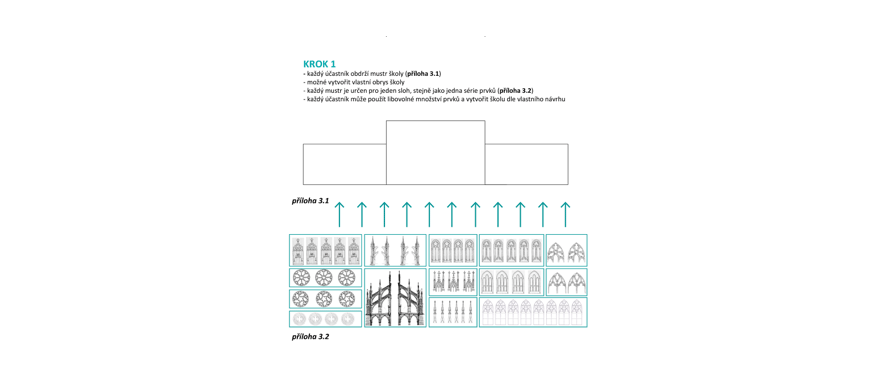 KROK 1
- každý účastník obdrží mustr školy (příloha 3.1)
- možné vytvořit vlastní obrys školy
- každý mustr je určen pro jeden sloh, stejně jako jedna série prvků (příloha 3.2)
- každý účastník může použít libovolné množství prvků a vytvořit školu dle vlastního návrhu
příloha 3.1
příloha 3.2